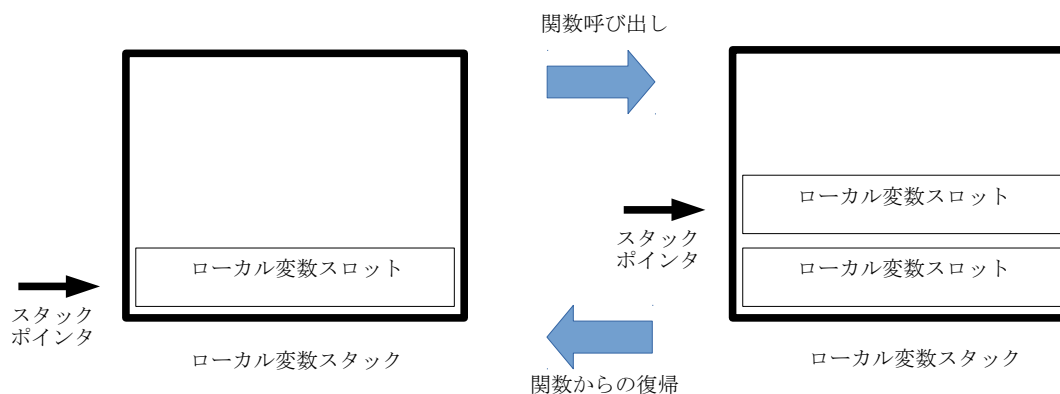 関数呼び出し
ローカル変数スロット
スタック
ポインタ
ローカル変数スタック
ローカル変数スロット
スタック
ポインタ
ローカル変数スロット
ローカル変数スタック
関数からの復帰